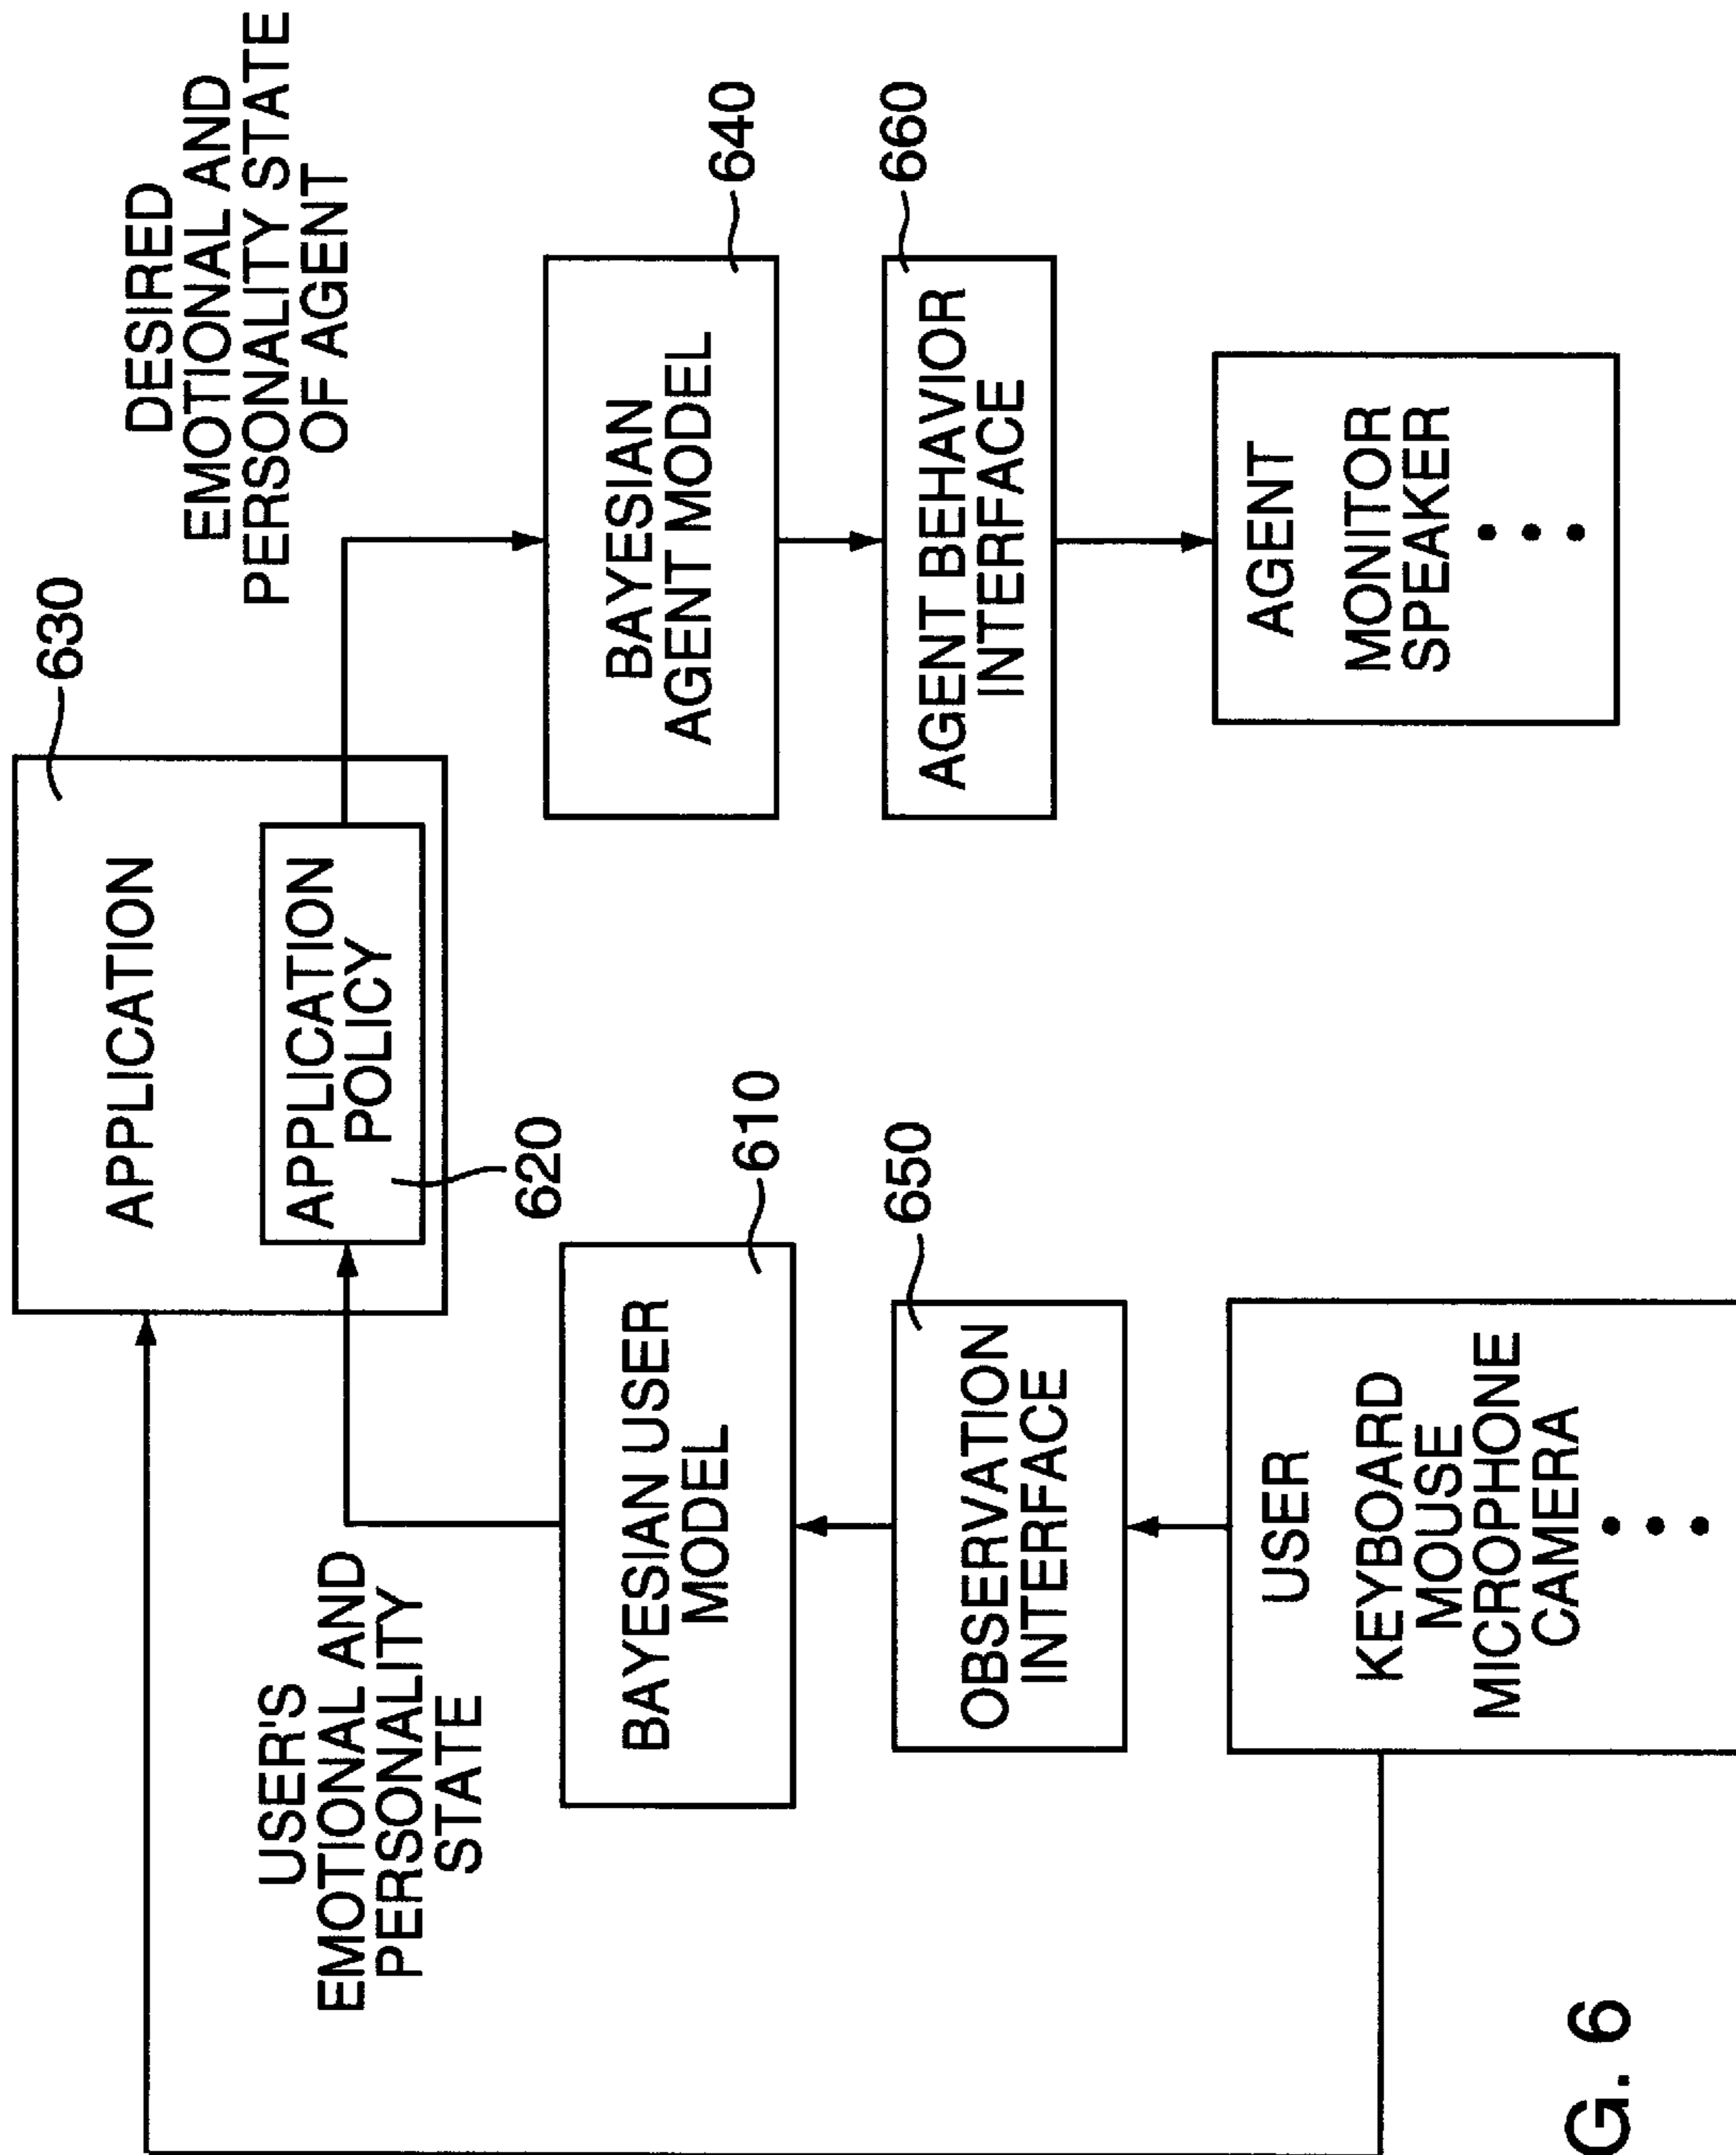 630
APPLICATION
APPLICATION
POLICY
620
DESIRED
EMOTIONAL AND
PERSONALITY STATE
OF AGENT
USER'S
EMOTIONAL AND
PERSONALITY
STATE
BAYESIAN USER
MODEL
610
BAYESIAN
AGENT MODEL
640
OBSERVATION
INTERFACE
650
AGENT BEHAVIOR
INTERFACE
660
USER
KEYBOARD
MOUSE
MICROPHONE
CAMERA
AGENT
MONITOR
SPEAKER
G. 6